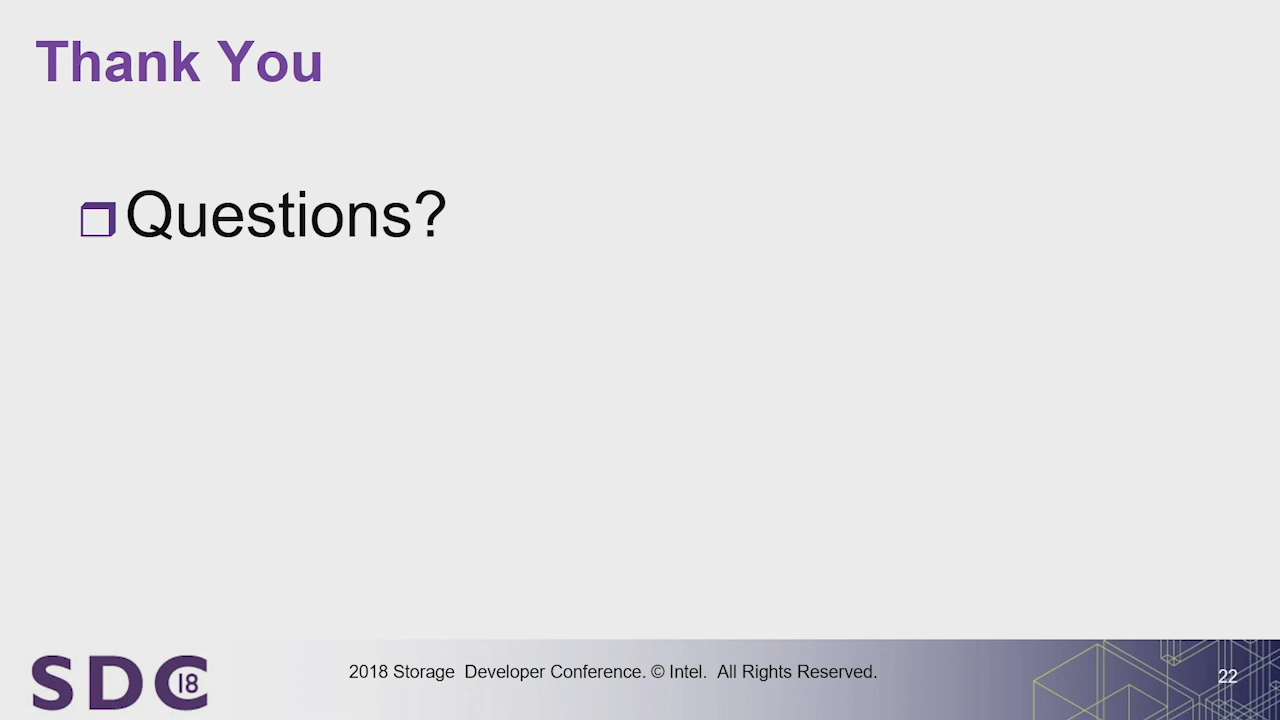 Thank You
Questions?
SDC 18
2018 Storage Developer Conference. © Intel. All Rights Reserved.
22